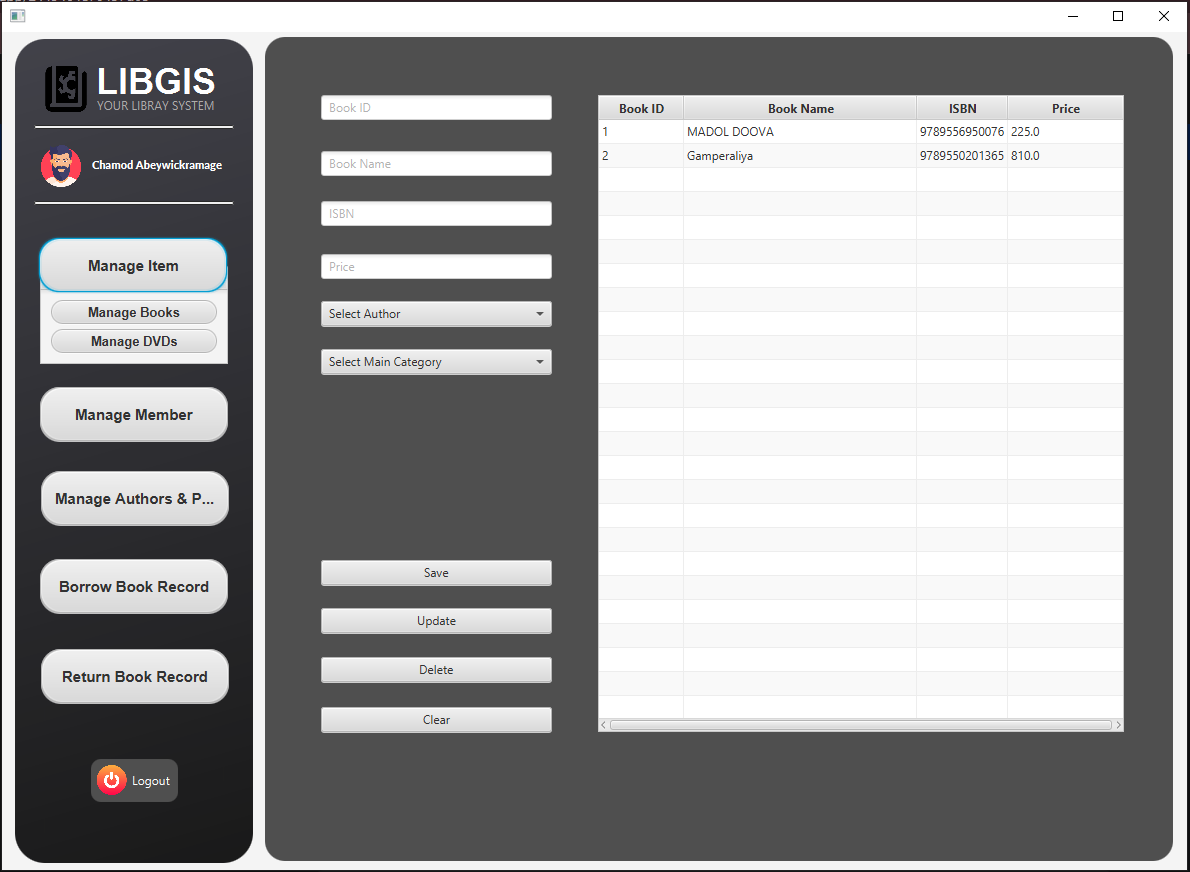 LIBGIS
YOUR LIBRAY SYSTEM
Chamod Abeywickramage
Manage Item
Manage Books
Manage DVDs
Manage Member
Manage Authors & P...
Borrow Book Record
Return Book Record
Logout
Book ID
Book Name
ISBN
Price
Select Author
Select Main Category
Save
Update
Delete
Clear
Book ID Book Name ISBN Price
1 MADOL DOOVA 9789556950076 225.0
2 Gamperaliya 9789550201365 810.0